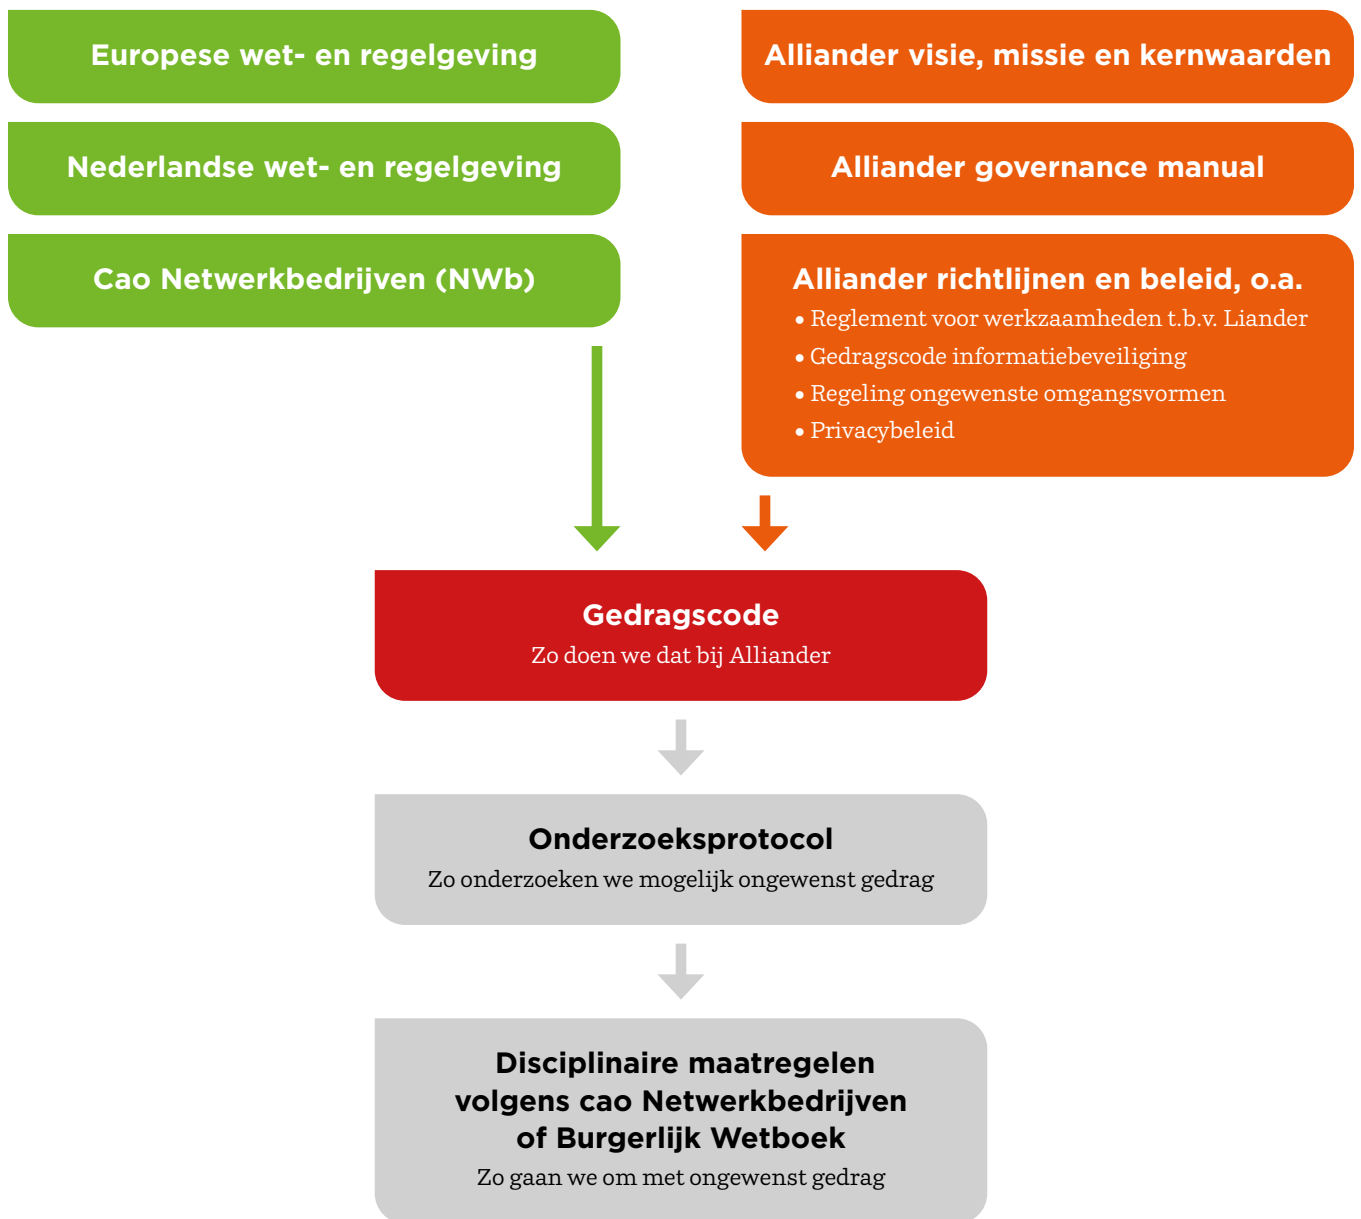 Europese wet- en regelgeving
Nederlandse wet- en regelgeving
Cao Netwerkbedrijven (NWb)
Alliander visie, missie en kernwaarden
Alliander governance manual
Alliander richtlijnen en beleid, o.a.
• Reglement voor werkzaamheden t.b.v. Liander
• Gedragscode informatiebeveiliging
• Regeling ongewenste omgangsvormen
• Privacybeleid
Gedragscode
Zo doen we dat bij Alliander
Onderzoeksprotocol
Zo onderzoeken we mogelijk ongewenst gedrag
Disciplinaire maatregelen
volgens cao Netwerkbedrijven
of Burgerlijk Wetboek
Zo gaan we om met ongewenst gedrag